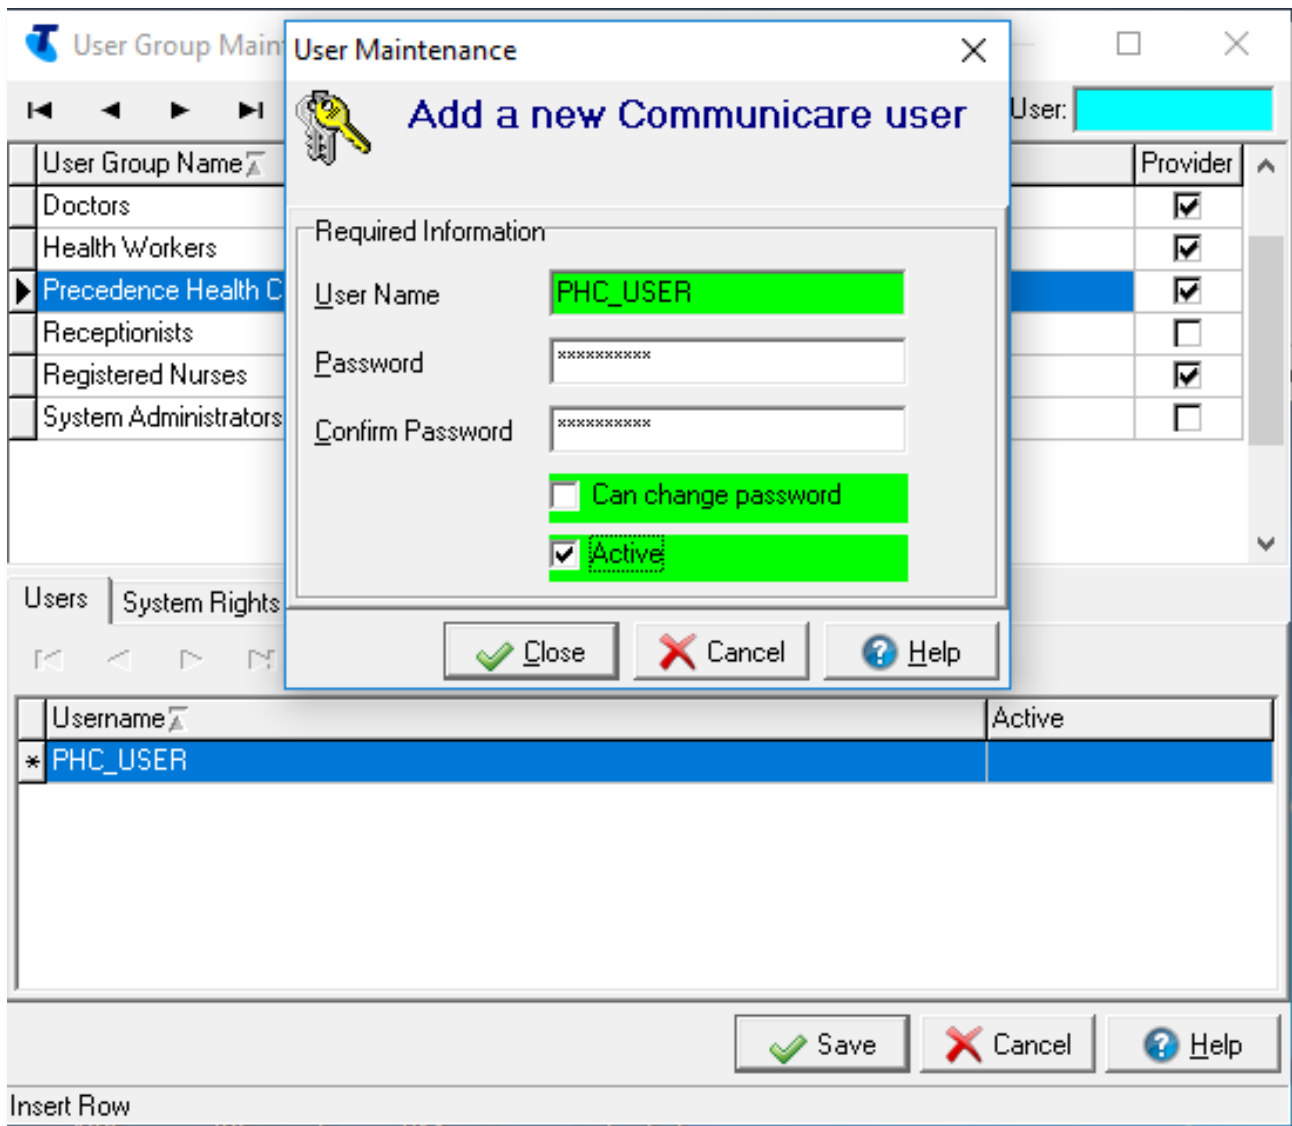 User Group Main
User Maintenance
Add a new Communicare user
User:
User Group Name
Provider
Doctors
Health Workers
Precedence Health C
Receptionists
Registered Nurses
System Administrators
Required Information
User Name
PHC_USER
Password
**********
Confirm Password
**********
Can change password
Active
Close
Cancel
Help
Users
System Rights
Username
Active
* PHC_USER
Save
Cancel
Help
Insert Row